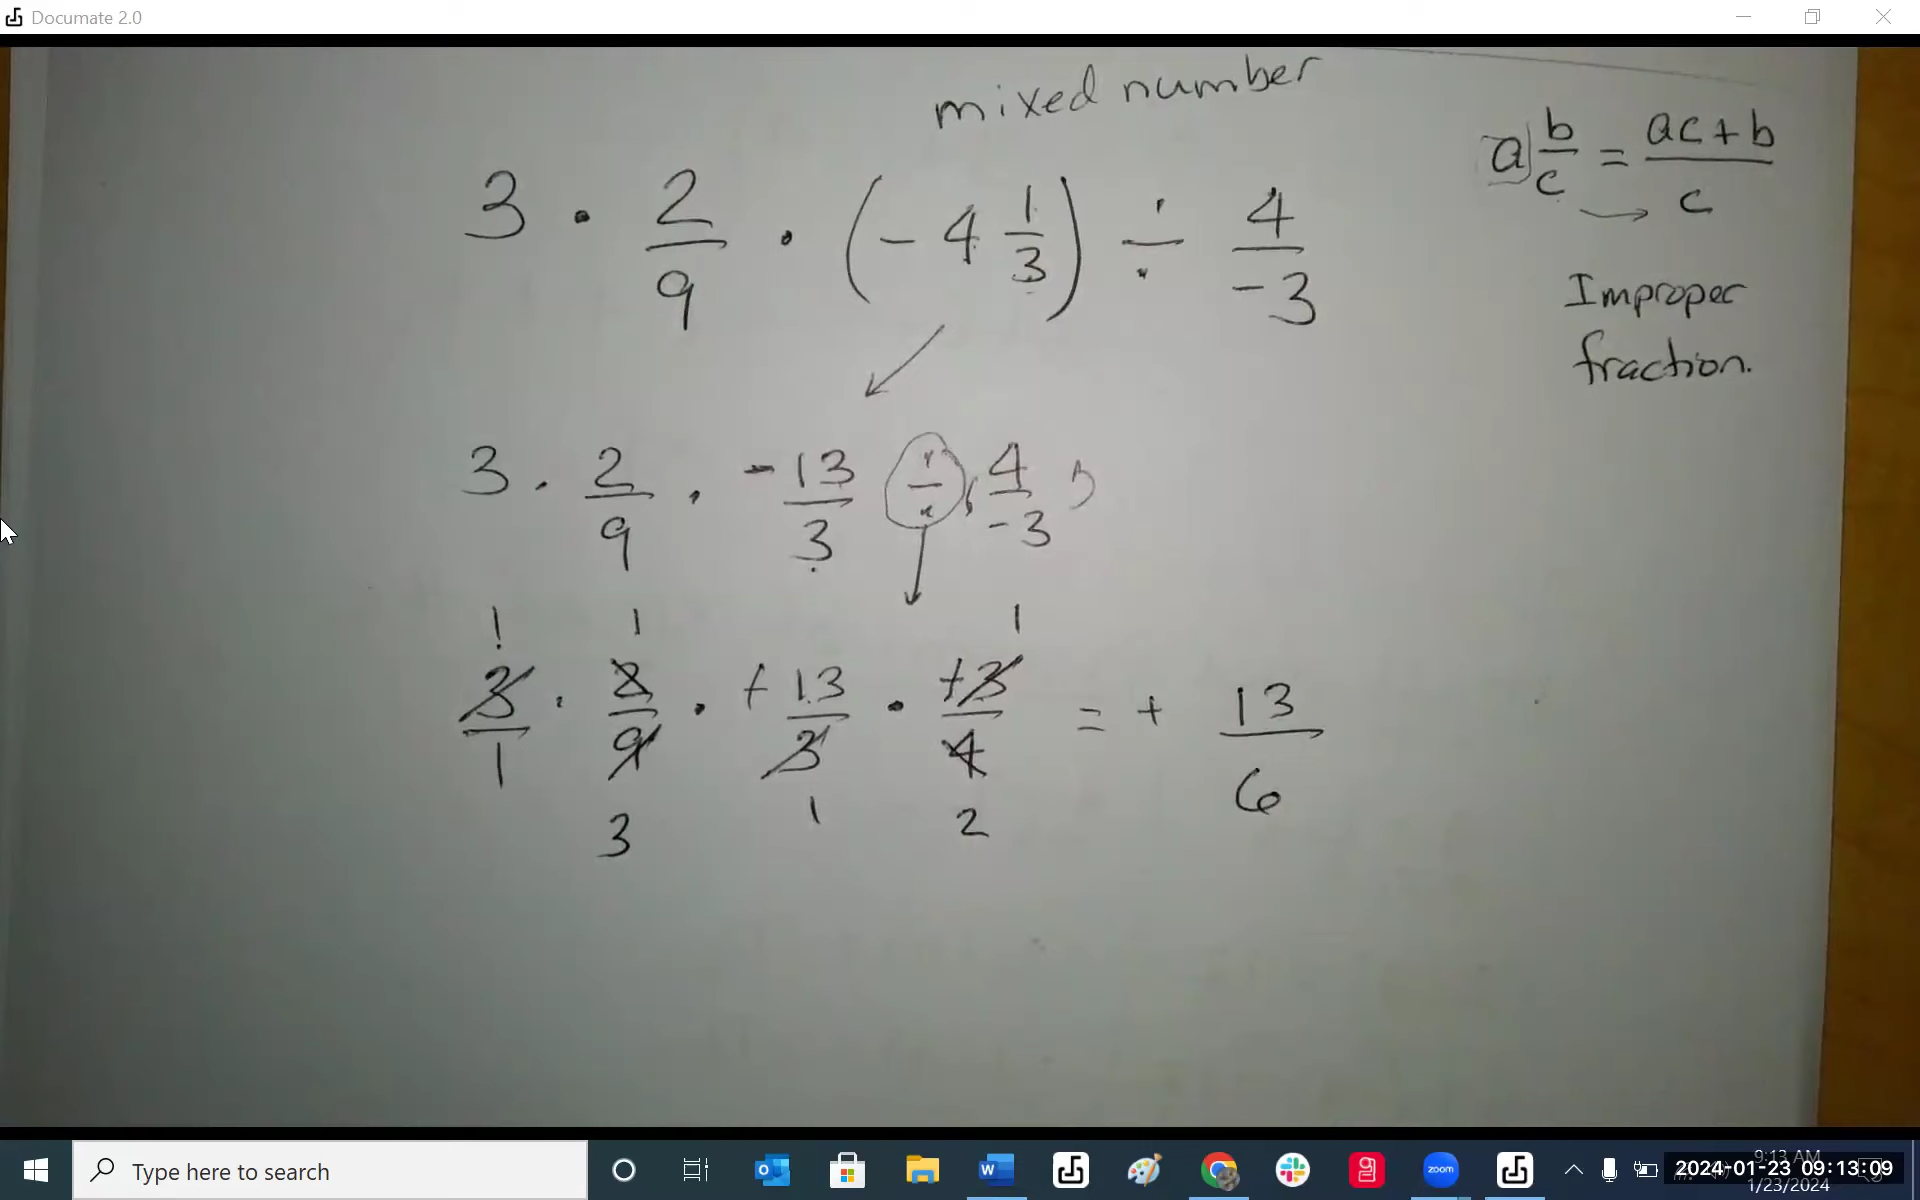 Documate 2.0
mixed number
3 · 2/9 · (-4 1/3) ÷ 4/-3
a b/c = ac+b/c
Improper
fraction.
3 · 2/9 · -13/3 ÷ (4/-3)
1 1 1
3/1 · 2/9 · +13/3 · +3/4 = + 13/6
3 1 2
Type here to search
zoom
9:13 AM
2024-01-23 09:13:09
1/23/2024